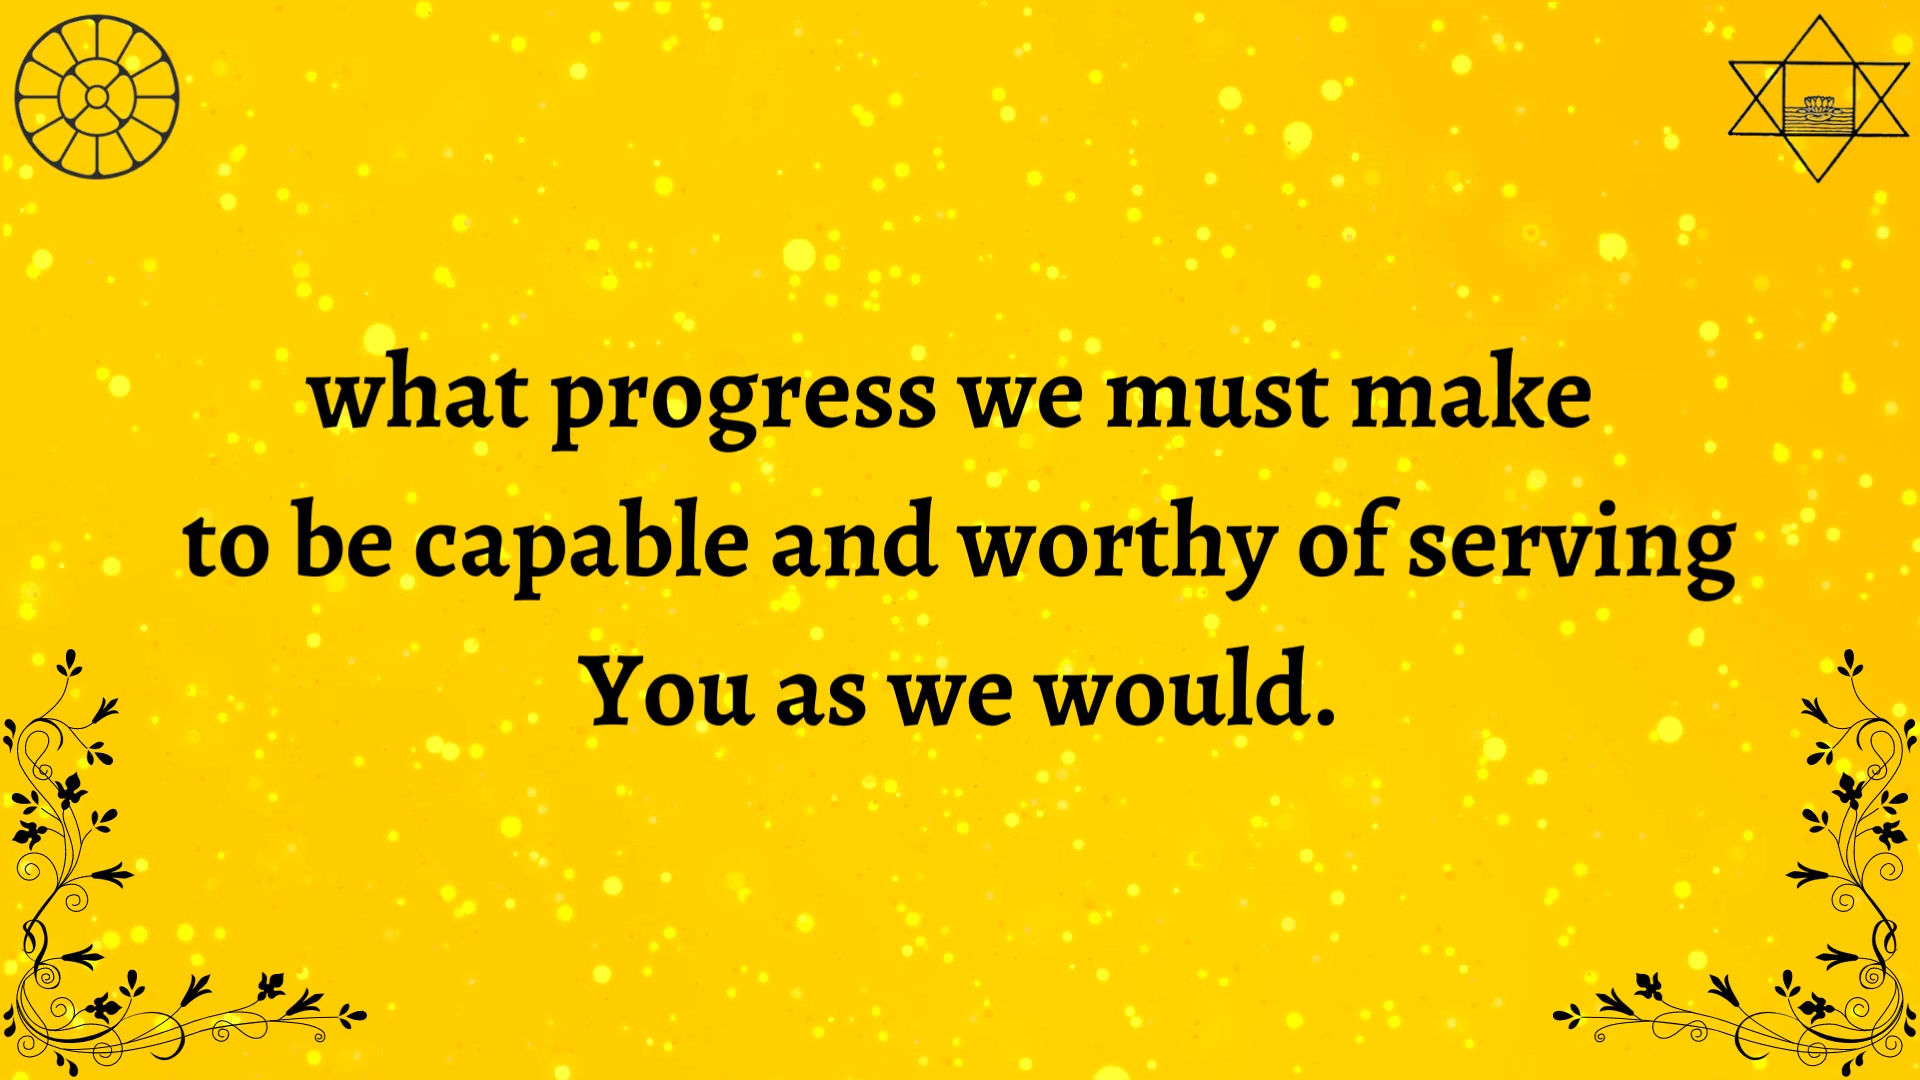 what progress we must make
to be capable and worthy of serving
You as we would.